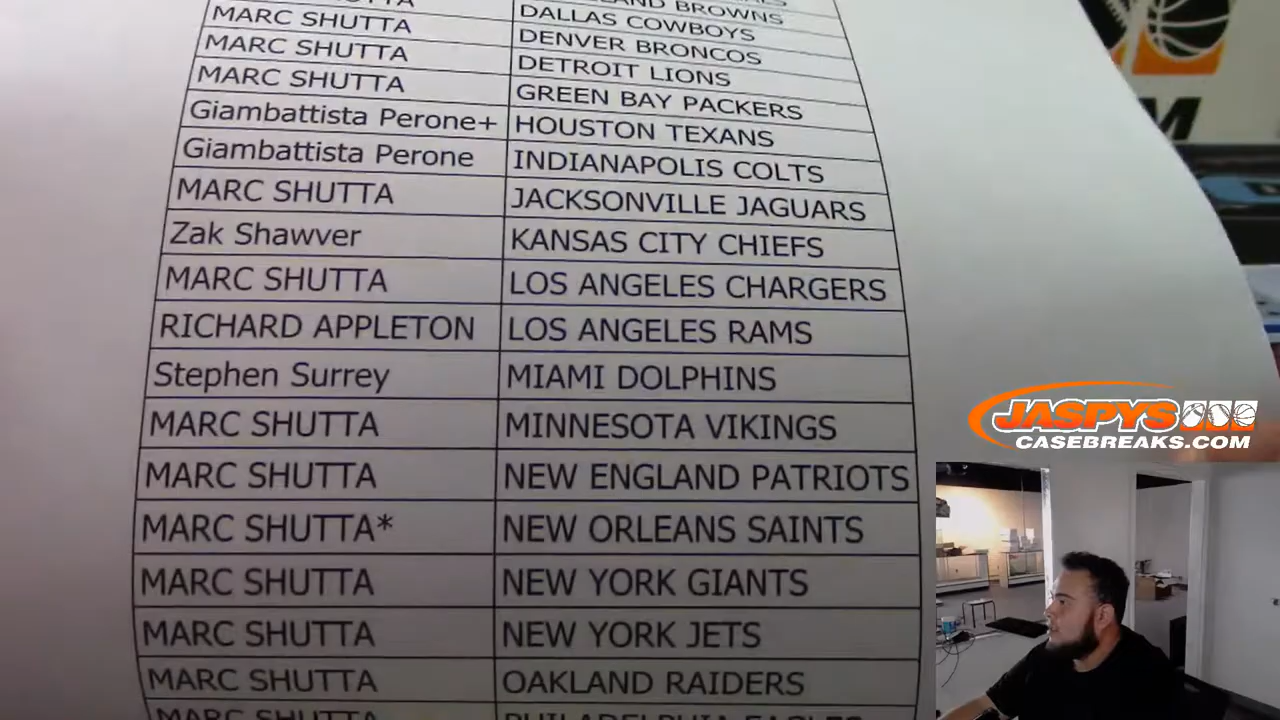 BROWNS
DALLAS COWBOYS
MARC SHUTTA DENVER BRONCOS
MARC SHUTTA DETROIT LIONS
MARC SHUTTA GREEN BAY PACKERS
Giambattista Perone+ HOUSTON TEXANS
Giambattista Perone INDIANAPOLIS COLTS
MARC SHUTTA JACKSONVILLE JAGUARS
Zak Shawver KANSAS CITY CHIEFS
MARC SHUTTA LOS ANGELES CHARGERS
RICHARD APPLETON LOS ANGELES RAMS
Stephen Surrey MIAMI DOLPHINS
MARC SHUTTA MINNESOTA VIKINGS
MARC SHUTTA NEW ENGLAND PATRIOTS
MARC SHUTTA* NEW ORLEANS SAINTS
MARC SHUTTA NEW YORK GIANTS
MARC SHUTTA NEW YORK JETS
MARC SHUTTA OAKLAND RAIDERS
MARC SHUTTA PHILADELPHIA EAGLES
JASPYS
CASEBREAKS.COM